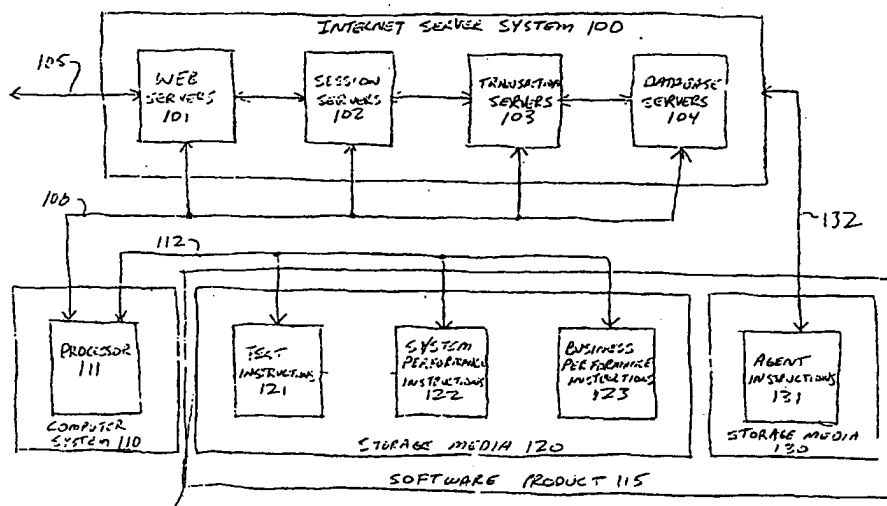 INTERNET SERVER SYSTEM 100
105
WEB
SERVERS
101
SESSION
SERVERS
102
TRANSACTION
SERVERS
103
DATABASE
SERVERS
104
106
132
112
PROCESSOR
111
COMPUTER
SYSTEM 110
TEST
INSTRUCTIONS
121
SYSTEM
PERFORMANCE
INSTRUCTIONS
122
BUSINESS
PERFORMANCE
INSTRUCTIONS
123
STORAGE MEDIA 120
AGENT
INSTRUCTIONS
131
STORAGE MEDIA
130
SOFTWARE PRODUCT 115